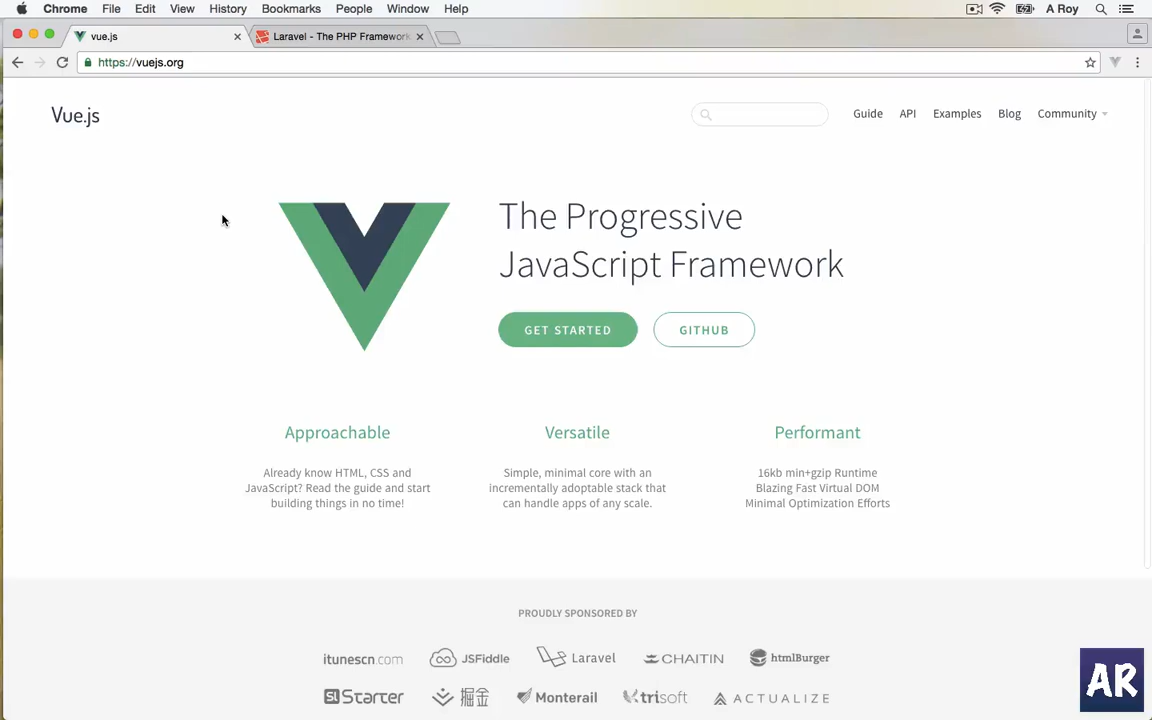 Chrome File Edit View History Bookmarks People Window Help A Roy
vue.js
Laravel - The PHP Framework
https://vuejs.org
Vue.js
Guide API Examples Blog Community
The Progressive
JavaScript Framework
GET STARTED GITHUB
Approachable
Already know HTML, CSS and
JavaScript? Read the guide and start
building things in no time!
Versatile
Simple, minimal core with an
incrementally adoptable stack that
can handle apps of any scale.
Performant
16kb min+gzip Runtime
Blazing Fast Virtual DOM
Minimal Optimization Efforts
PROUDLY SPONSORED BY
itunescn.com JSFiddle Laravel CHAITIN htmlBurger
Starter 掘金 Monterail trisoft ACTUALIZE
AR